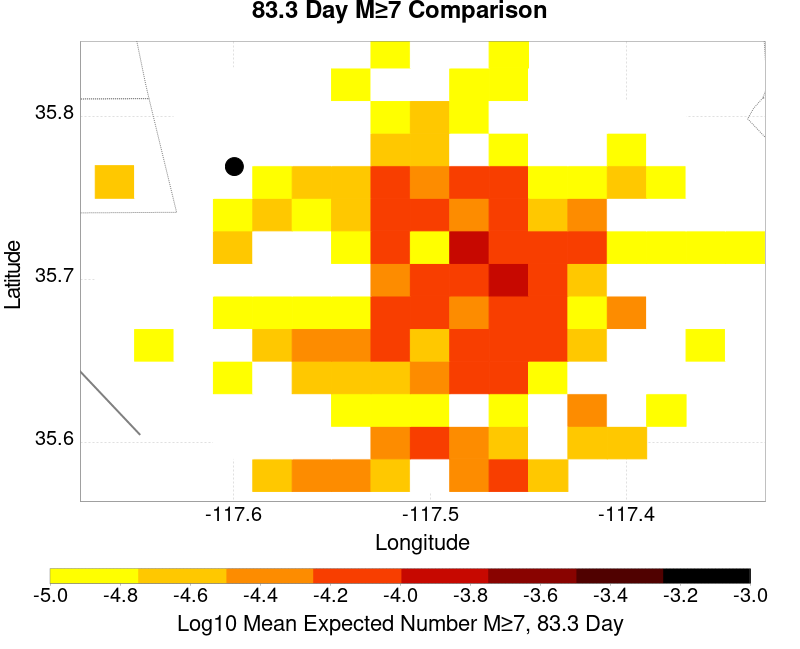 83.3 Day M≥7 Comparison
35.8
35.7
35.6
Latitude
-117.6 -117.5 -117.4
Longitude
-5.0 -4.8 -4.6 -4.4 -4.2 -4.0 -3.8 -3.6 -3.4 -3.2 -3.0
Log10 Mean Expected Number M≥7, 83.3 Day